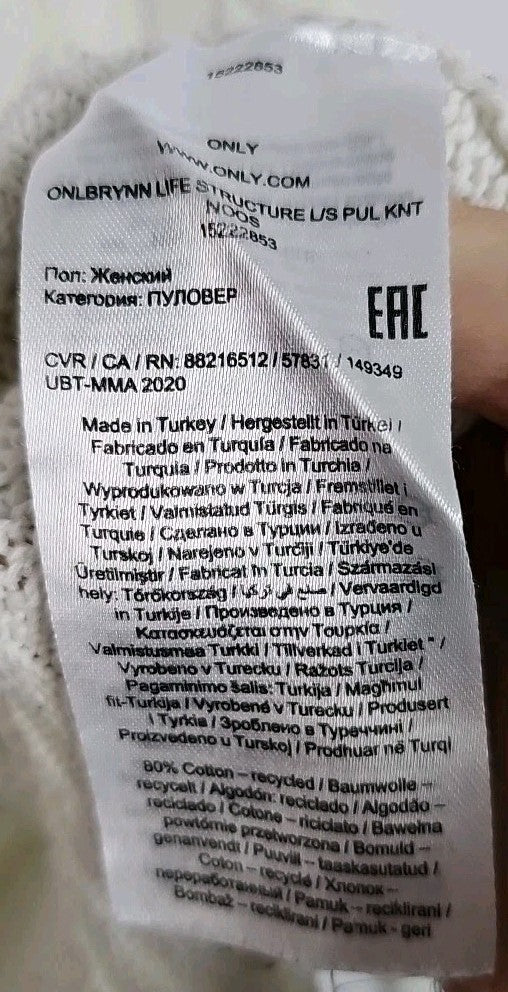 15222853
ONLY
WWW.ONLY.COM
ONLBRYNN LIFE STRUCTURE L/S PUL KNT
NOOS
15222853
Пол: Женский
Категория: ПУЛОВЕР
EAC
CVR / CA / RN: 88216512 / 57831 / 149349
UBT-MMA 2020
Made in Turkey / Hergestellt in Türkei /
Fabricado en Turquía / Fabricado na
Turquia / Prodotto in Turchia /
Wyprodukowano w Turcja / Fremstillet i
Tyrkiet / Valmistatud Türgis / Fabriqué en
Turquie / Сделано в Турции / Izrađeno u
Turskoj / Narejeno v Turčiji / Türkiye'de
Üretilmiştir / Fabricat în Turcia / Származási
hely: Törökország / صنع في تركيا / Vervaardigd
in Turkije / Произведено в Турция /
Κατασκευάζεται στην Τουρκία /
Valmistusmaa Turkki / Tillverkad i Turkiet " /
Vyrobeno v Turecku / Ražots Turcija /
Pagaminimo šalis: Turkija / Magħmul
fit-Turkija / Vyrobené v Turecku / Produsert
i Tyrkia / Зроблено в Туреччині /
Proizvedeno u Turskoj / Prodhuar në Turqi
80% Cotton – recycled / Baumwolle –
recycelt / Algodón: reciclado / Algodão –
reciclado / Cotone – riciclato / Bawełna
powtórnie przetworzona / Bomuld –
genanvendt / Puuvill – taaskasutatud /
Coton – recyclé / Хлопок –
переработанный / Pamuk – reciklirani /
Bombaž – reciklirani / Pamuk - geri